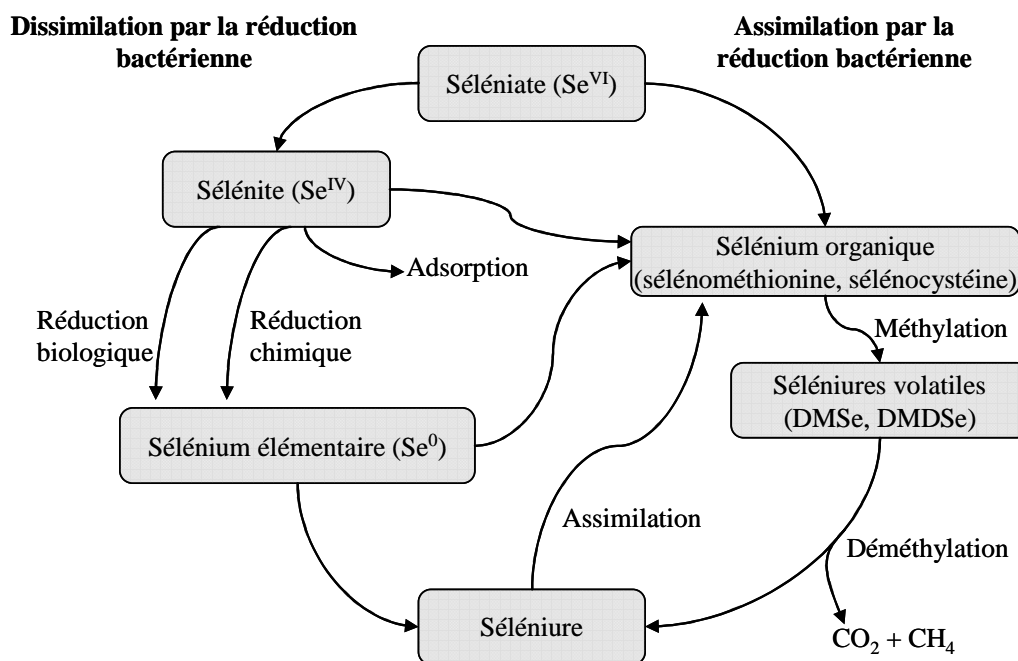 Dissimilation par la réduction
bactérienne
Assimilation par la
réduction bactérienne
Séléniate (Se^VI)
Sélénite (Se^IV)
Adsorption
Sélénium organique
(sélénométhionine, sélénocystéine)
Réduction
biologique
Réduction
chimique
Méthylation
Séléniures volatiles
(DMSe, DMDSe)
Sélénium élémentaire (Se^0)
Assimilation
Déméthylation
Séléniure
CO₂ + CH₄